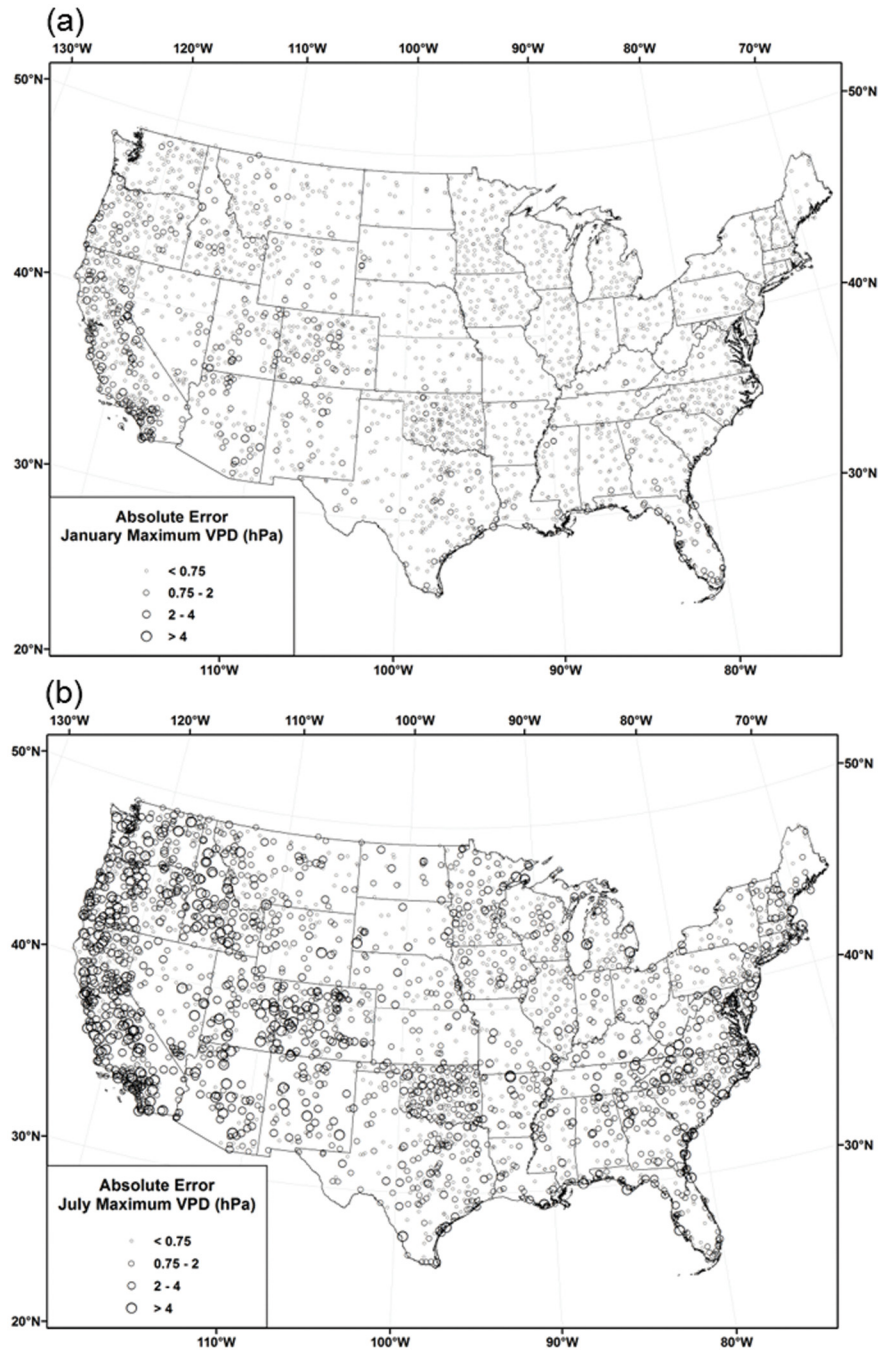 (a)
130°W 120°W 110°W 100°W 90°W 80°W 70°W
50°N 50°N
40°N 40°N
30°N 30°N
Absolute Error
January Maximum VPD (hPa)
< 0.75
0.75 - 2
2 - 4
> 4
20°N
110°W 100°W 90°W 80°W
(b)
130°W 120°W 110°W 100°W 90°W 80°W 70°W
50°N 50°N
40°N 40°N
30°N 30°N
Absolute Error
July Maximum VPD (hPa)
< 0.75
0.75 - 2
2 - 4
> 4
20°N
110°W 100°W 90°W 80°W